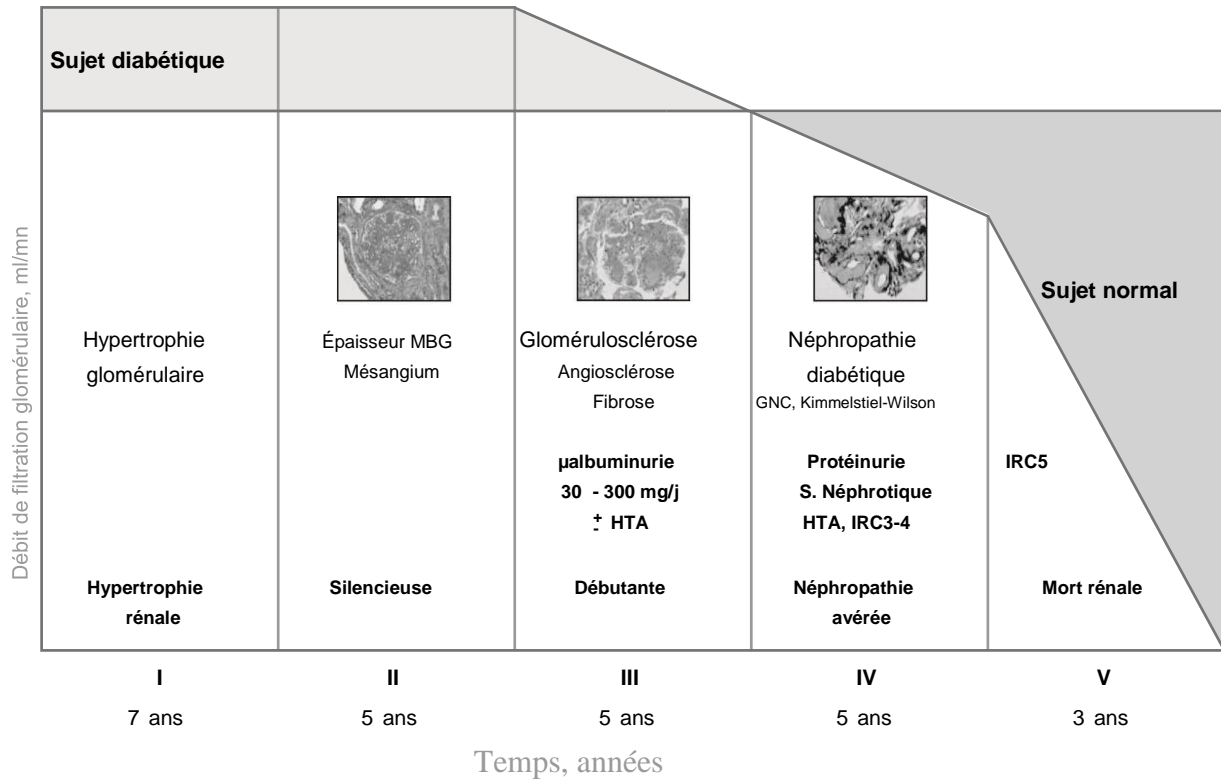 Sujet diabétique
Débit de filtration glomérulaire, ml/mn
Sujet normal
Hypertrophie
glomérulaire
Épaisseur MBG
Mésangium
Glomérulosclérose
Angiosclérose
Fibrose
Néphropathie
diabétique
GNC, Kimmelstiel-Wilson
µalbuminurie
30 - 300 mg/j
± HTA
Protéinurie
S. Néphrotique
HTA, IRC3-4
IRC5
Hypertrophie
rénale
Silencieuse
Débutante
Néphropathie
avérée
Mort rénale
I II III IV V
7 ans 5 ans 5 ans 5 ans 3 ans
Temps, années